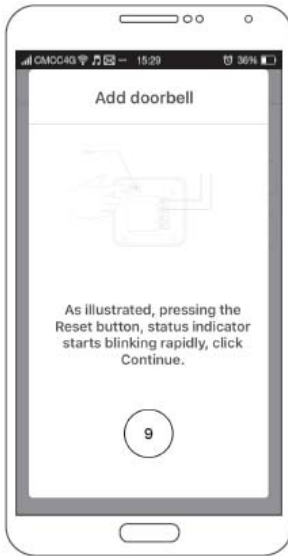 CMCC4G 15:29 36%
Add doorbell
As illustrated, pressing the
Reset button, status indicator
starts blinking rapidly, click
Continue.
9